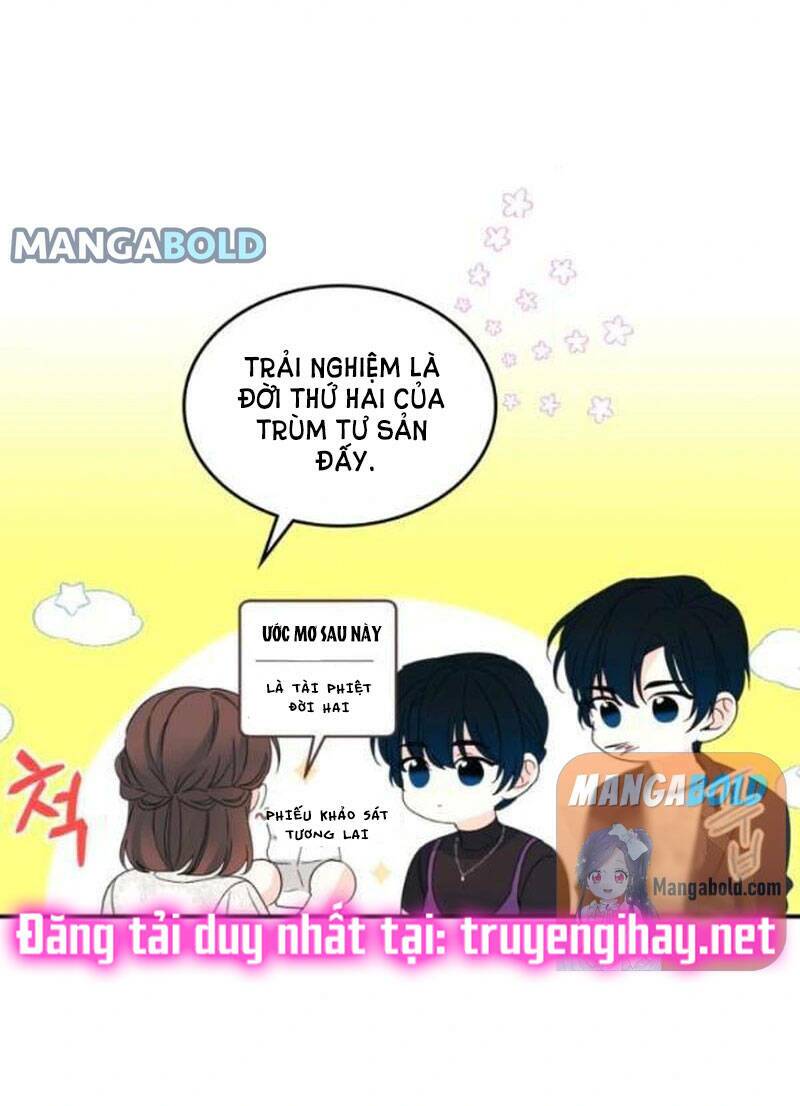 MANGABOLD
TRẢI NGHIỆM LÀ
ĐỜI THỨ HAI CỦA
TRÙM TƯ SẢN
ĐẤY.
ƯỚC MƠ SAU NÀY
LÀ TÀI PHIỆT
ĐỜI HAI
PHIẾU KHẢO SÁT
TƯƠNG LAI
척
MANGABOLD
Mangabold.com
Đăng tải duy nhất tại: truyengihay.net